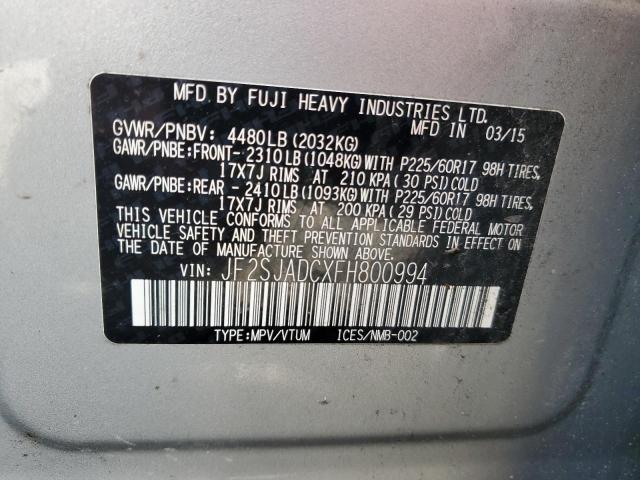 MFD. BY FUJI HEAVY INDUSTRIES LTD.
MFD IN 03/15
GVWR/PNBV: 4480LB(2032KG)
GAWR/PNBE:FRONT- 2310LB(1048KG)WITH P225/60R17 98H TIRES,
17X7J RIMS AT 210 KPA(30 PSI)COLD
GAWR/PNBE:REAR - 2410LB(1093KG)WITH P225/60R17 98H TIRES,
17X7J RIMS AT 200 KPA(29 PSI)COLD
THIS VEHICLE CONFORMS TO ALL APPLICABLE U.S. FEDERAL MOTOR
VEHICLE SAFETY AND THEFT PREVENTION STANDARDS IN EFFECT ON
THE DATE OF MANUFACTURE SHOWN ABOVE.
VIN: JF2SJADCXFH800994
TYPE:MPV/VTUM ICES/NMB-002